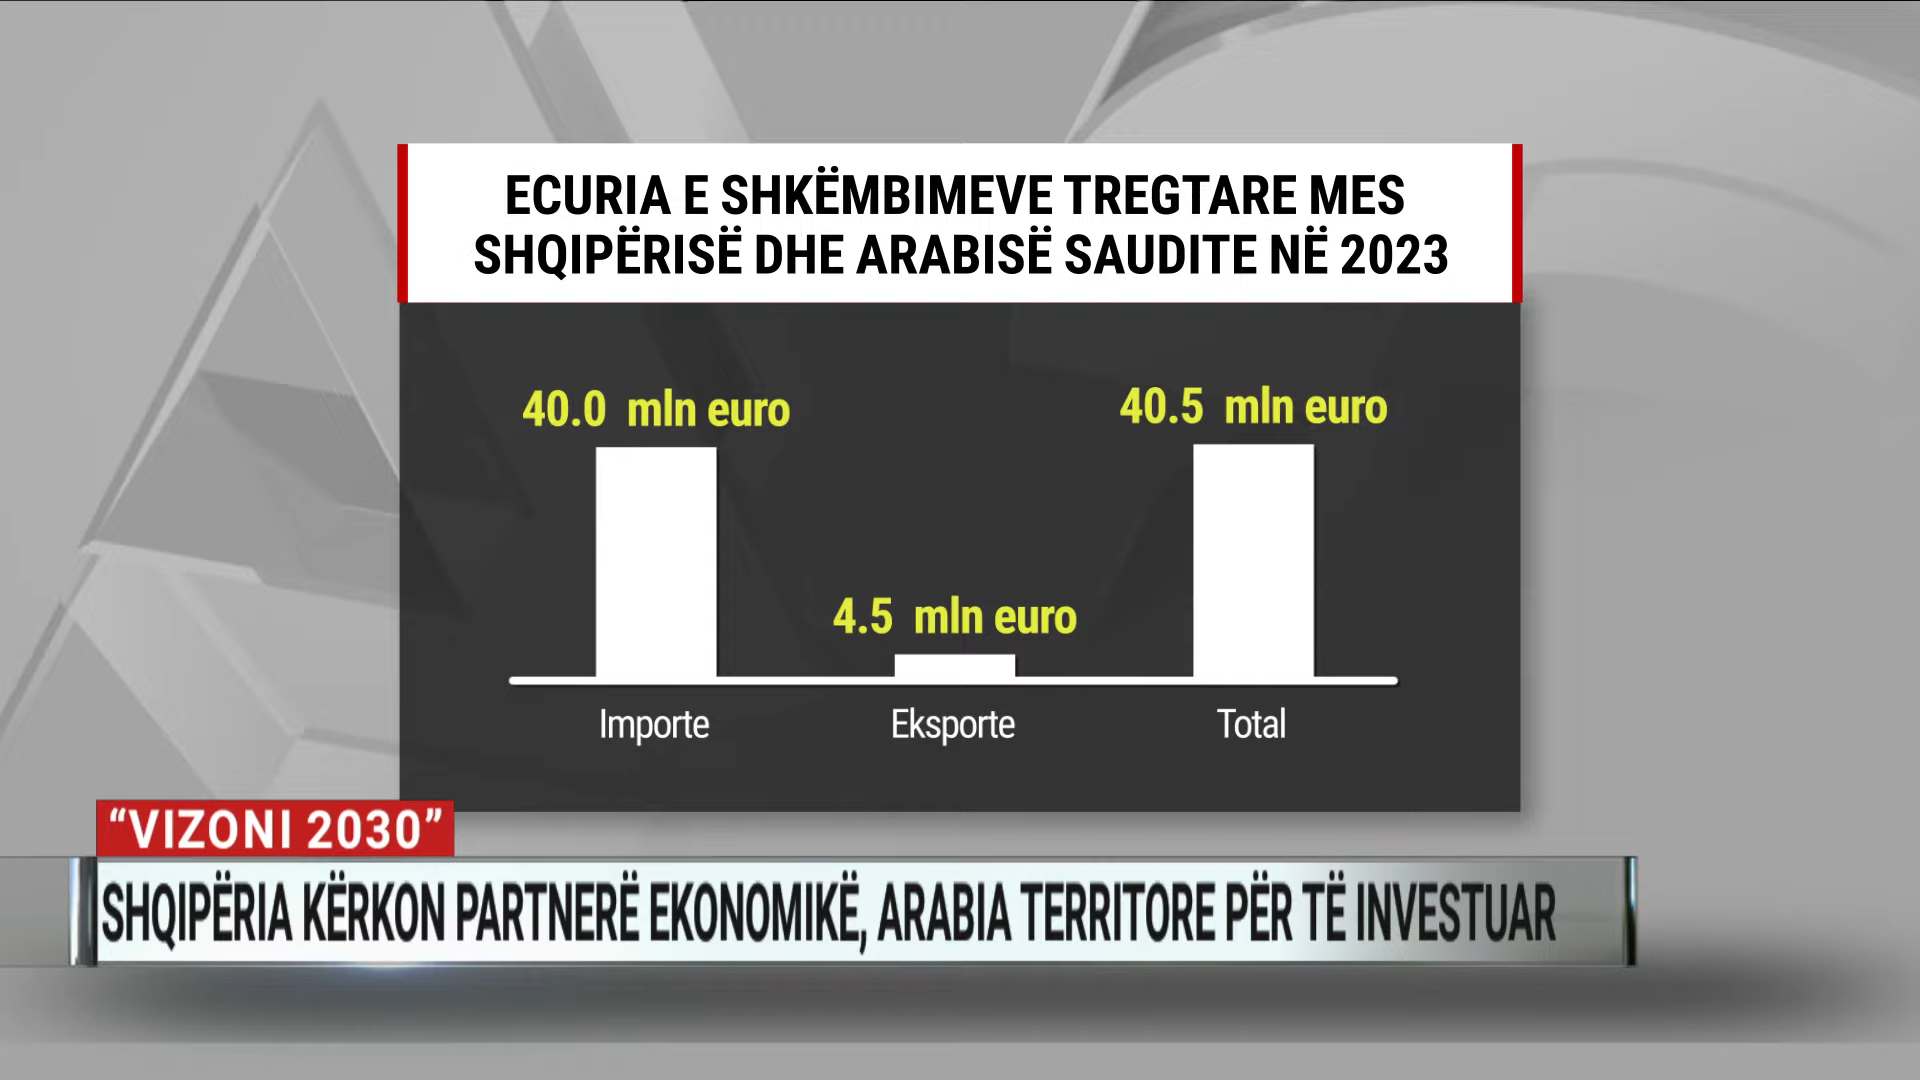 ECURIA E SHKËMBIMEVE TREGTARE MES
SHQIPËRISË DHE ARABISË SAUDITE NË 2023
40.0 mln euro
4.5 mln euro
40.5 mln euro
Importe
Eksporte
Total
“VIZONI 2030”
SHQIPËRIA KËRKON PARTNERË EKONOMIKË, ARABIA TERRITORE PËR TË INVESTUAR